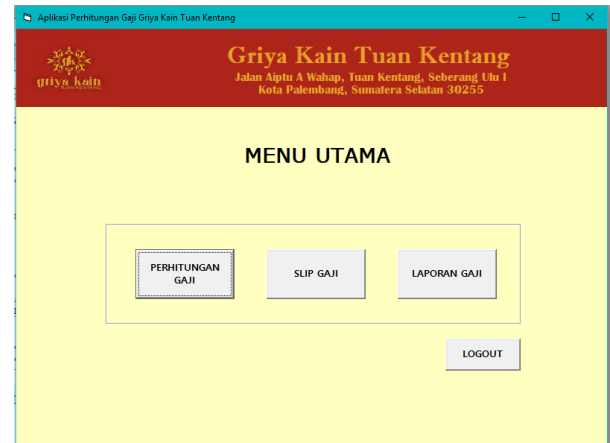 Aplikasi Perhitungan Gaji Griya Kain Tuan Kentang
griya kain
Griya Kain Tuan Kentang
Jalan Aiptu A Wahap, Tuan Kentang, Seberang Ulu I
Kota Palembang, Sumatera Selatan 30255
MENU UTAMA
PERHITUNGAN
GAJI
SLIP GAJI
LAPORAN GAJI
LOGOUT